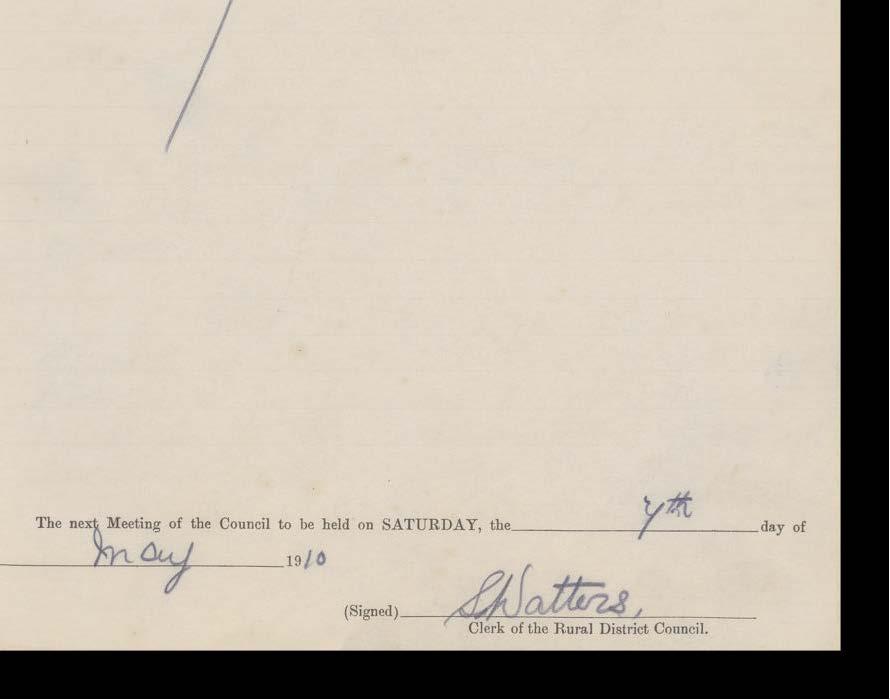 The next Meeting of the Council to be held on SATURDAY, the 7th day of
May 1910
(Signed) S Watters,
Clerk of the Rural District Council.